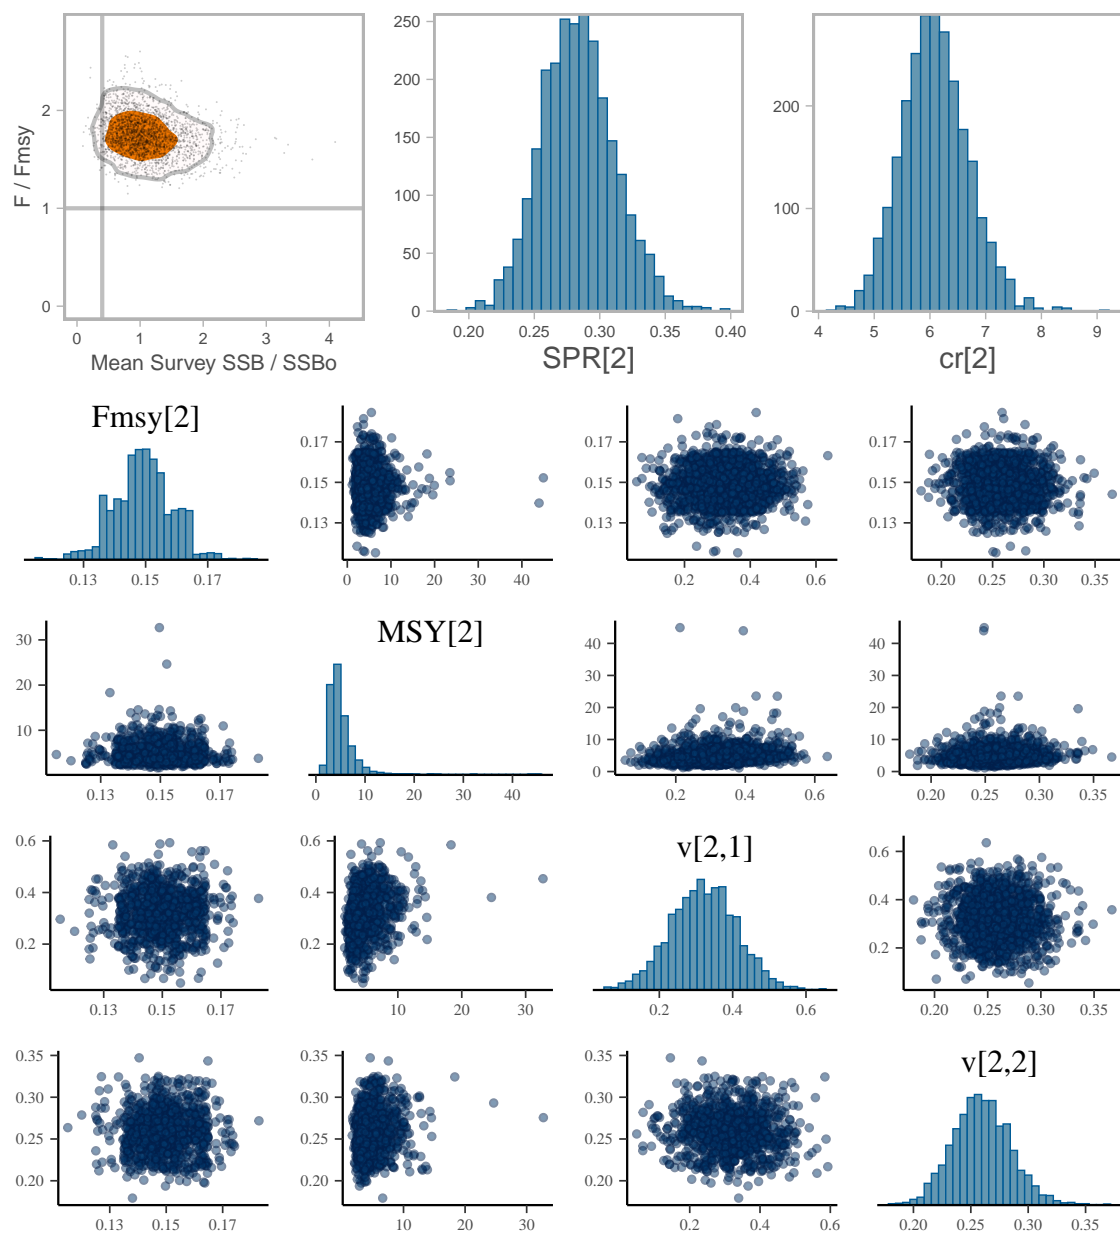 F / Fmsy
2
1
0
0 1 2 3 4
Mean Survey SSB / SSBo
250
200
150
100
50
0
0.20 0.25 0.30 0.35 0.40
SPR[2]
200
100
0
4 5 6 7 8 9
cr[2]
Fmsy[2]
0.13 0.15 0.17
0.17
0.15
0.13
0 10 20 30 40
0.17
0.15
0.13
0.2 0.4 0.6
0.17
0.15
0.13
0.20 0.25 0.30 0.35
30
20
10
0.13 0.15 0.17
MSY[2]
0 10 20 30 40
40
30
20
10
0
0.2 0.4 0.6
40
30
20
10
0
0.20 0.25 0.30 0.35
0.6
0.4
0.2
0.13 0.15 0.17
0.6
0.4
0.2
10 20 30
v[2,1]
0.2 0.4 0.6
0.6
0.4
0.2
0.20 0.25 0.30 0.35
0.35
0.30
0.25
0.20
0.13 0.15 0.17
0.35
0.30
0.25
0.20
10 20 30
0.35
0.30
0.25
0.20
0.2 0.4 0.6
v[2,2]
0.20 0.25 0.30 0.35